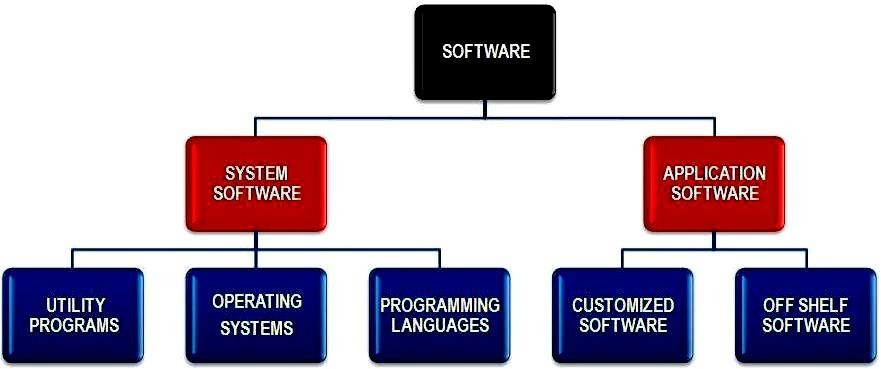 SOFTWARE
SYSTEM
SOFTWARE
APPLICATION
SOFTWARE
UTILITY
PROGRAMS
OPERATING
SYSTEMS
PROGRAMMING
LANGUAGES
CUSTOMIZED
SOFTWARE
OFF SHELF
SOFTWARE